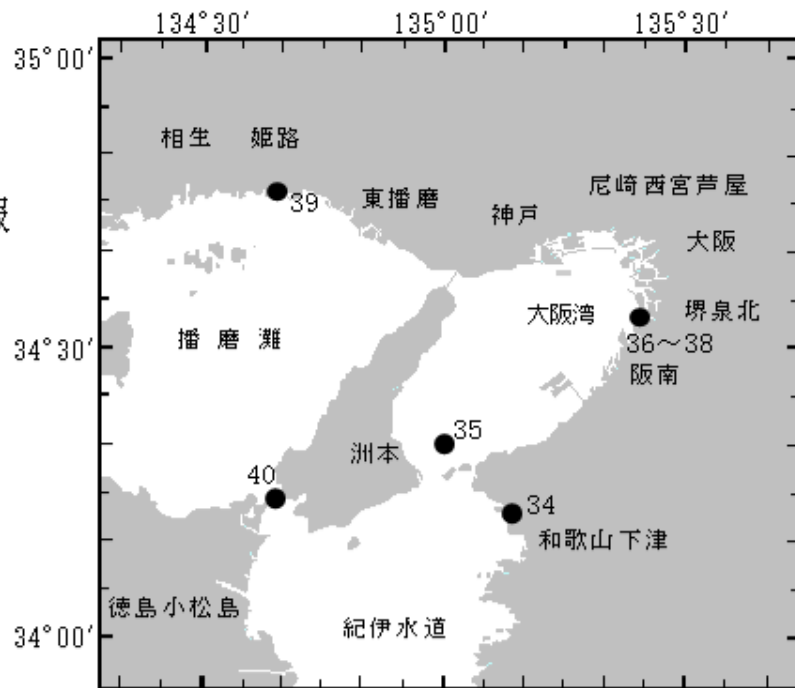 134°30′ 135°00′ 135°30′
35°00′
相生 姫路
尼崎西宮芦屋
39
東播磨
神戸
大阪
大阪湾
堺泉北
播磨灘
34°30′
36〜38
阪南
35
洲本
40
34
和歌山下津
徳島小松島
紀伊水道
34°00′